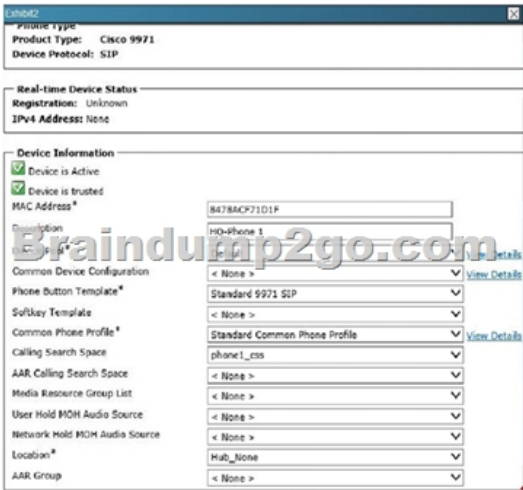 Exhibit2
Phone Type
Product Type: Cisco 9971
Device Protocol: SIP
Real-time Device Status
Registration: Unknown
IPv4 Address: None
Device Information
Device is Active
Device is trusted
MAC Address* 8478ACF71D1F
Description HQ-Phone 1
Braindump2go.com
Default View Details
Common Device Configuration < None > View Details
Phone Button Template* Standard 9971 SIP
Softkey Template < None >
Common Phone Profile* Standard Common Phone Profile View Details
Calling Search Space phone1_css
AAR Calling Search Space < None >
Media Resource Group List < None >
User Hold MOH Audio Source < None >
Network Hold MOH Audio Source < None >
Location* Hub_None
AAR Group < None >